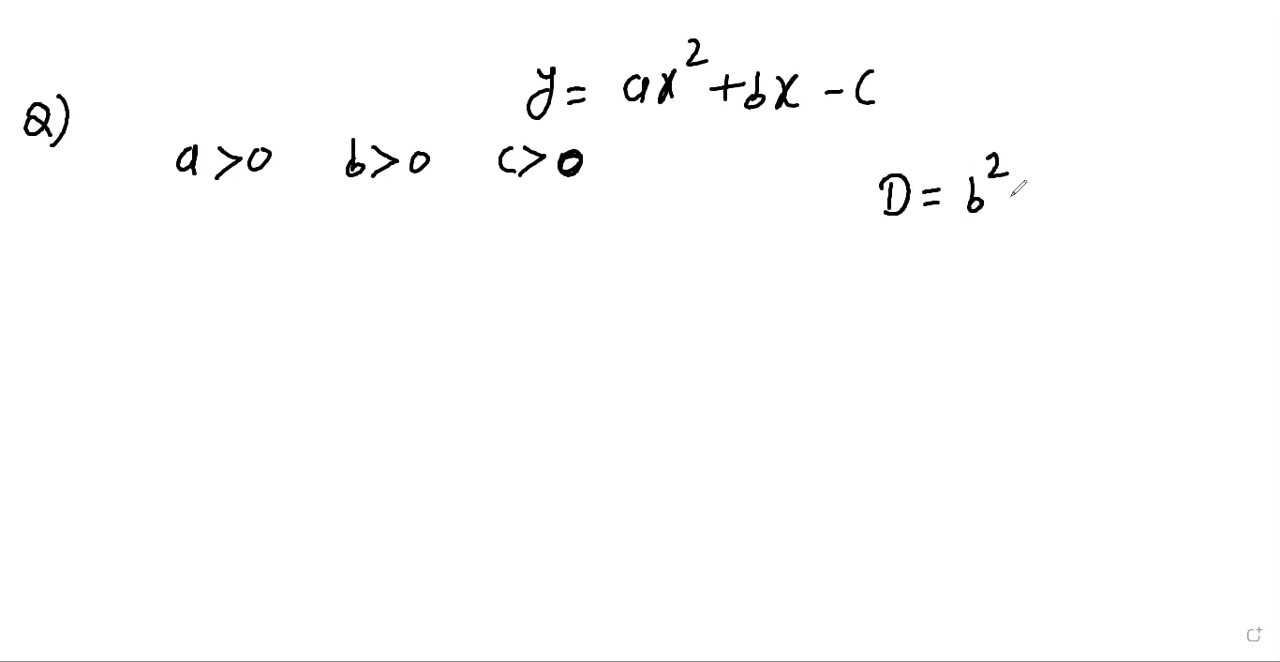 y = ax² + bx - c
Q)
a > 0 b > 0 c > 0
D = b²